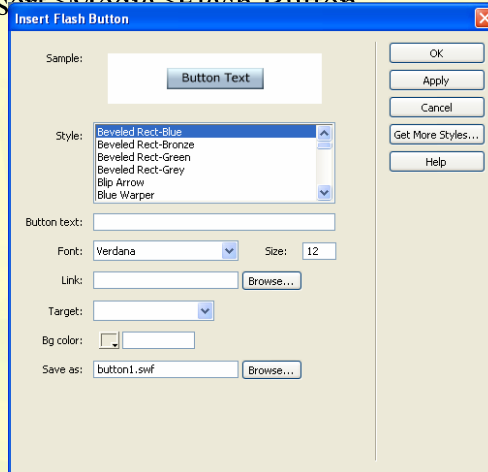 Insert Flash Button
Sample:
Button Text
OK
Apply
Cancel
Get More Styles...
Help
Style:
Beveled Rect-Blue
Beveled Rect-Bronze
Beveled Rect-Green
Beveled Rect-Grey
Blip Arrow
Blue Warper
Button text:
Font: Verdana Size: 12
Link: Browse...
Target:
Bg color:
Save as: button1.swf Browse...